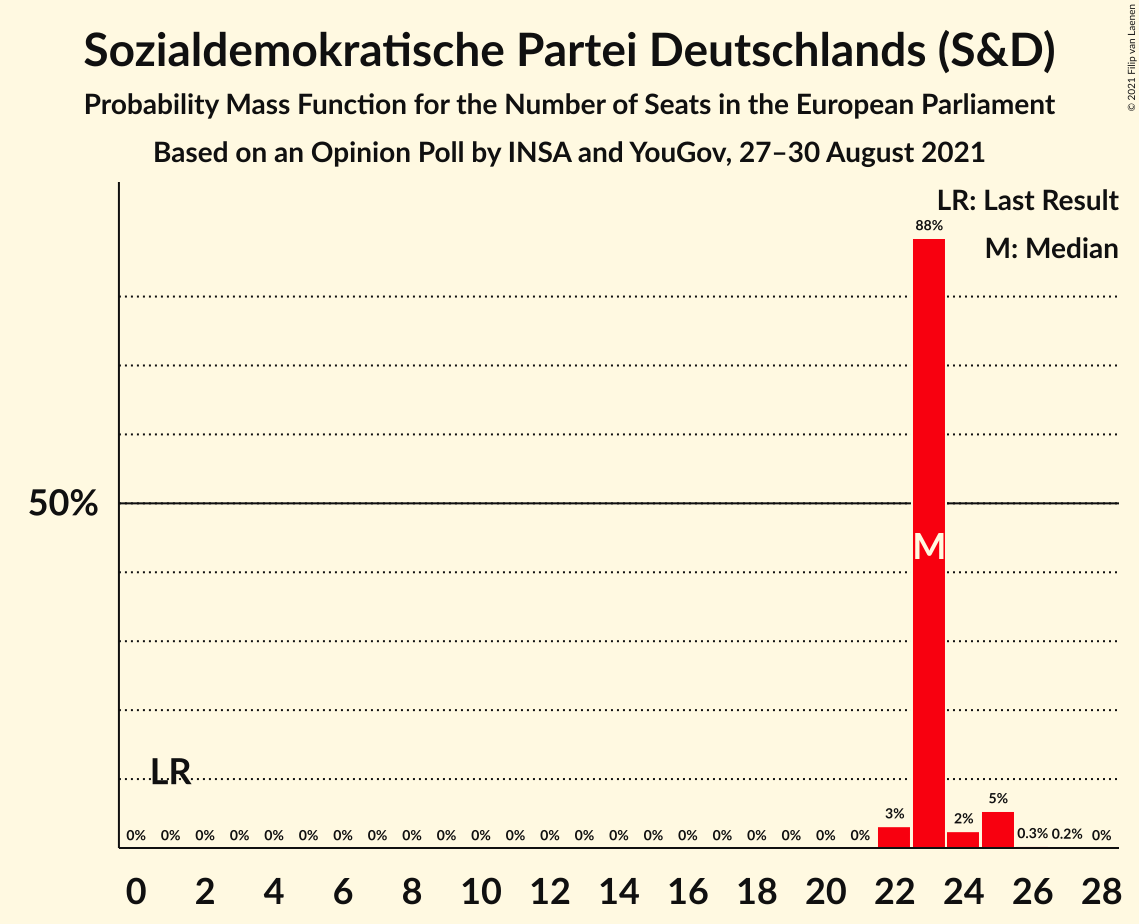 Sozialdemokratische Partei Deutschlands (S&D)
Probability Mass Function for the Number of Seats in the European Parliament
Based on an Opinion Poll by INSA and YouGov, 27–30 August 2021
© 2021 Filip van Laenen
LR: Last Result
M: Median
88%
50%
M
LR
0% 0% 0% 0% 0% 0% 0% 0% 0% 0% 0% 0% 0% 0% 0% 0% 0% 0% 0% 0% 0% 0% 3% 2% 5% 0.3% 0.2% 0%
0 2 4 6 8 10 12 14 16 18 20 22 24 26 28